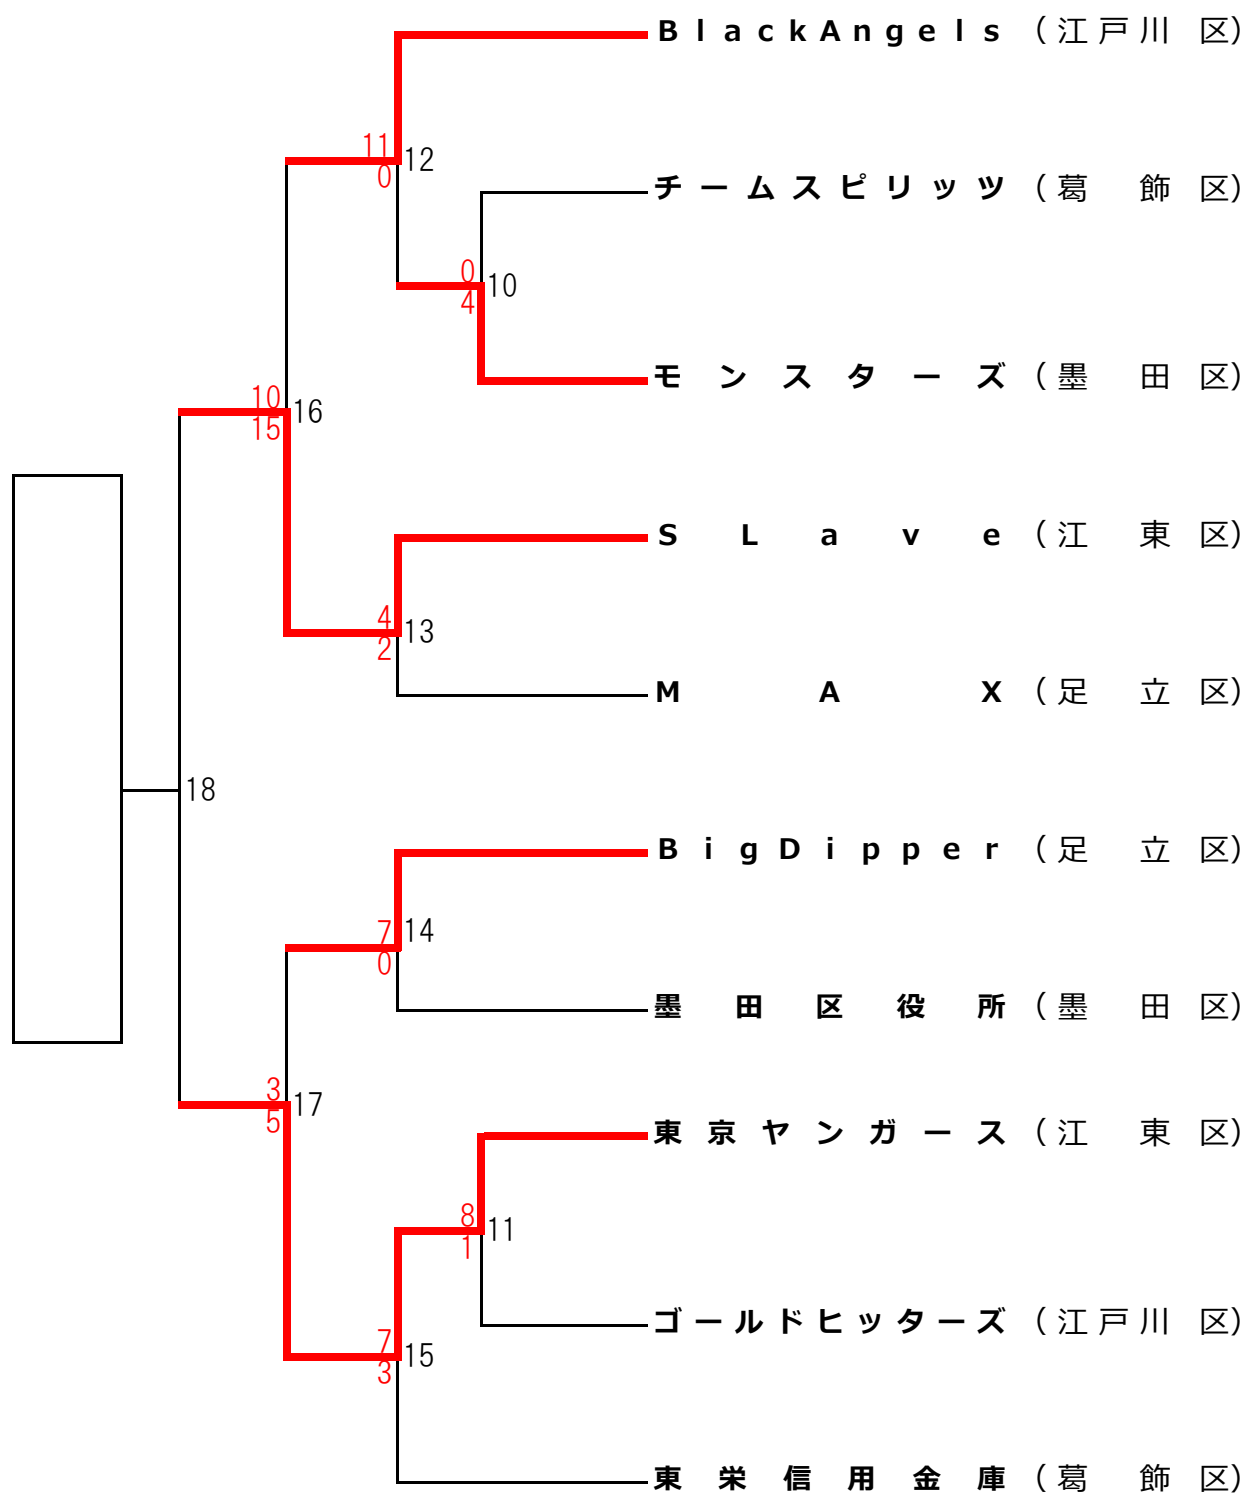 BlackAngels (江戸川区)
11
0
12
チームスピリッツ (葛飾区)
0
4
10
モンスターズ (墨田区)
10
15
16
SLave (江東区)
4
2
13
MAX (足立区)
18
BigDipper (足立区)
7
0
14
墨田区役所 (墨田区)
3
5
17
東京ヤンガース (江東区)
8
1
11
ゴールドヒッターズ (江戸川区)
7
3
15
東栄信用金庫 (葛飾区)